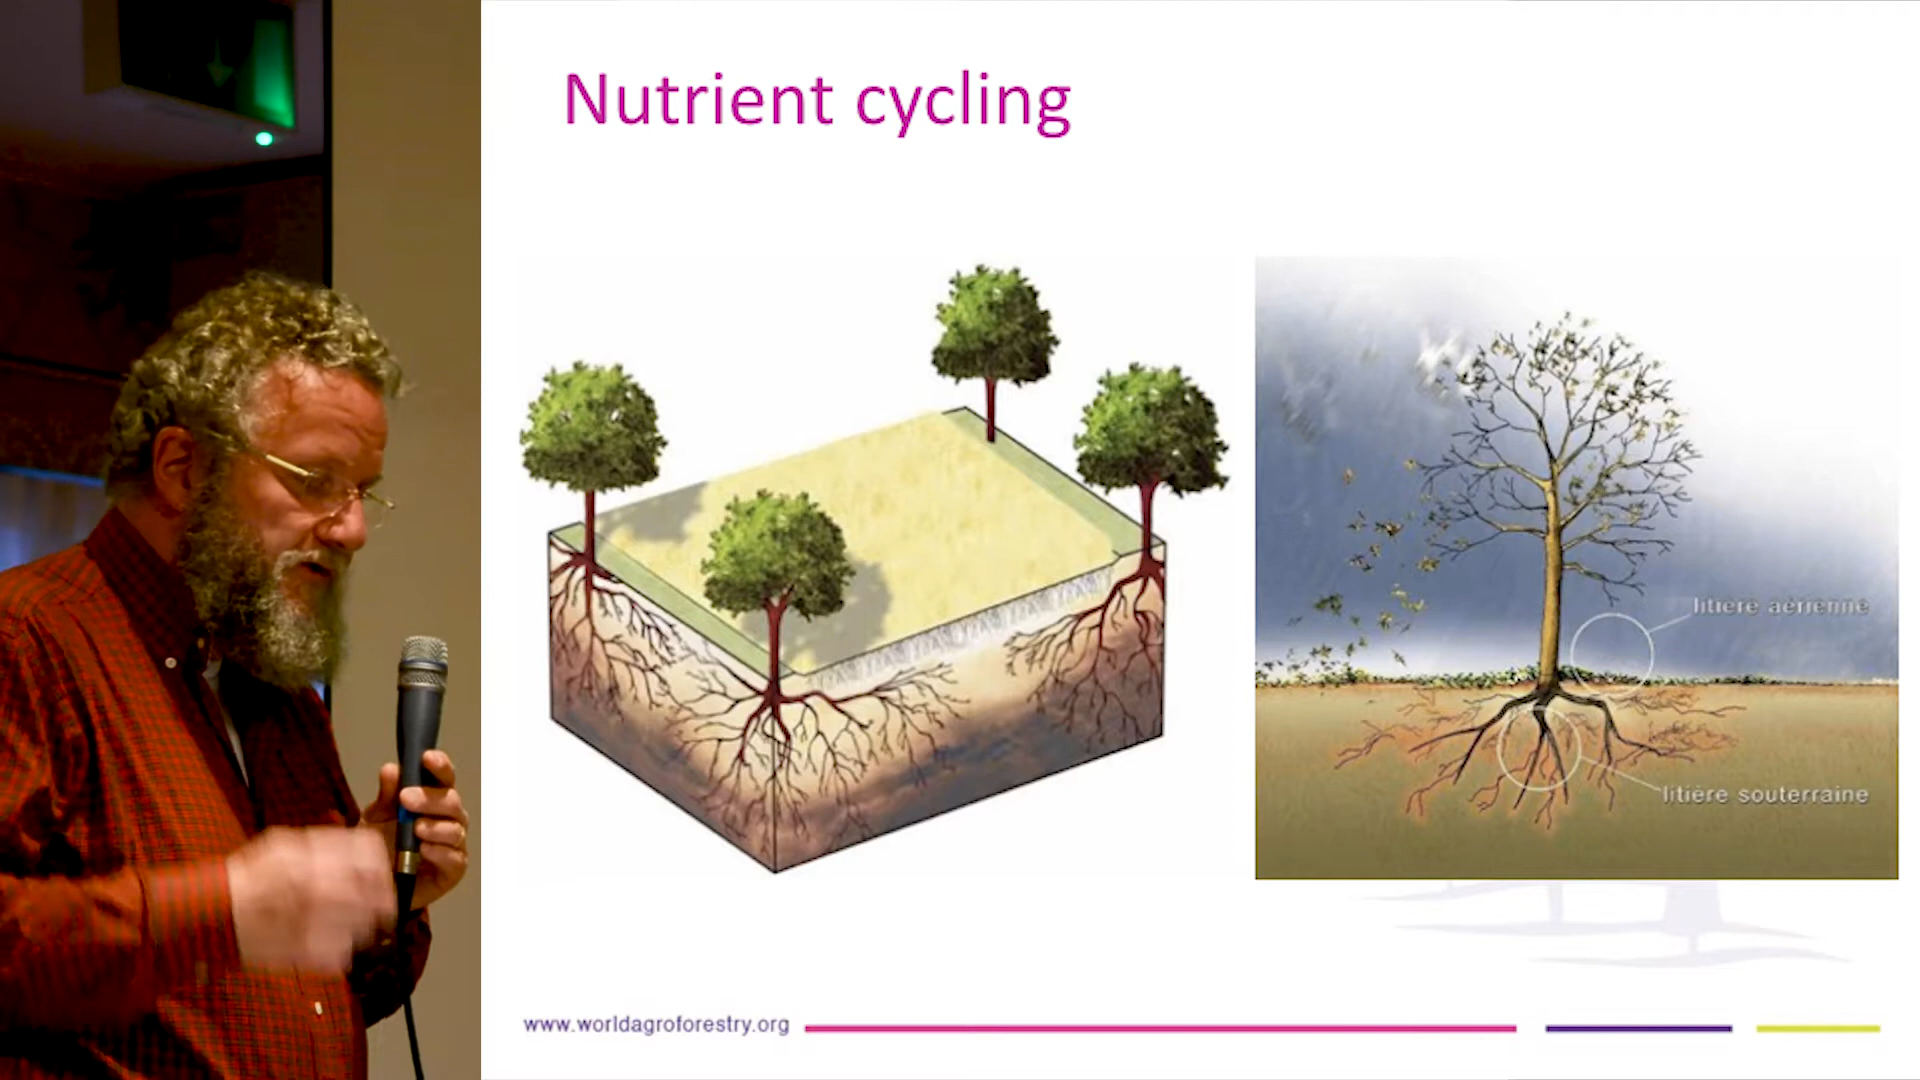 Nutrient cycling
litière aérienne
litière souterraine
www.worldagroforestry.org